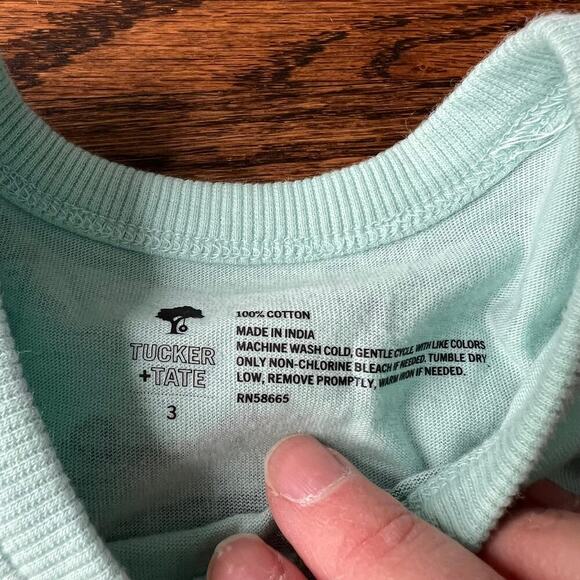 TUCKER
+TATE
3
100% COTTON
MADE IN INDIA
MACHINE WASH COLD, GENTLE CYCLE, WITH LIKE COLORS
ONLY NON-CHLORINE BLEACH IF NEEDED. TUMBLE DRY
LOW, REMOVE PROMPTLY, WARM IRON IF NEEDED.
RN58665